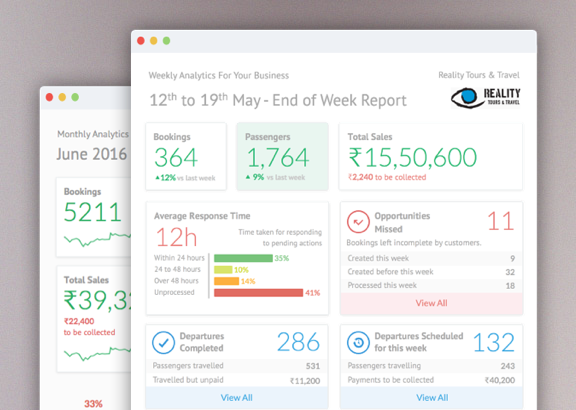 Weekly Analytics For Your Business
Reality Tours & Travel
12th to 19th May - End of Week Report
REALITY
TOURS & TRAVEL
Bookings
364
▲12% vs last week
Passengers
1,764
▲ 9% vs last week
Total Sales
₹15,50,600
₹2,240 to be collected
Average Response Time
12h
Time taken for responding
to pending actions
Within 24 hours 35%
24 to 48 hours 10%
Over 48 hours 14%
Unprocessed 41%
Opportunities
Missed
11
Bookings left incomplete by customers.
Created this week 9
Created before this week 32
Processed this week 18
View All
Departures
Completed
286
Passengers travelled 531
Travelled but unpaid ₹11,200
View All
Departures Scheduled
for this week
132
Passengers travelling 243
Payments to be collected ₹40,200
View All
Monthly Analytics
June 2016
Bookings
5211
Total Sales
₹39,3
₹22,400
to be collected
33%